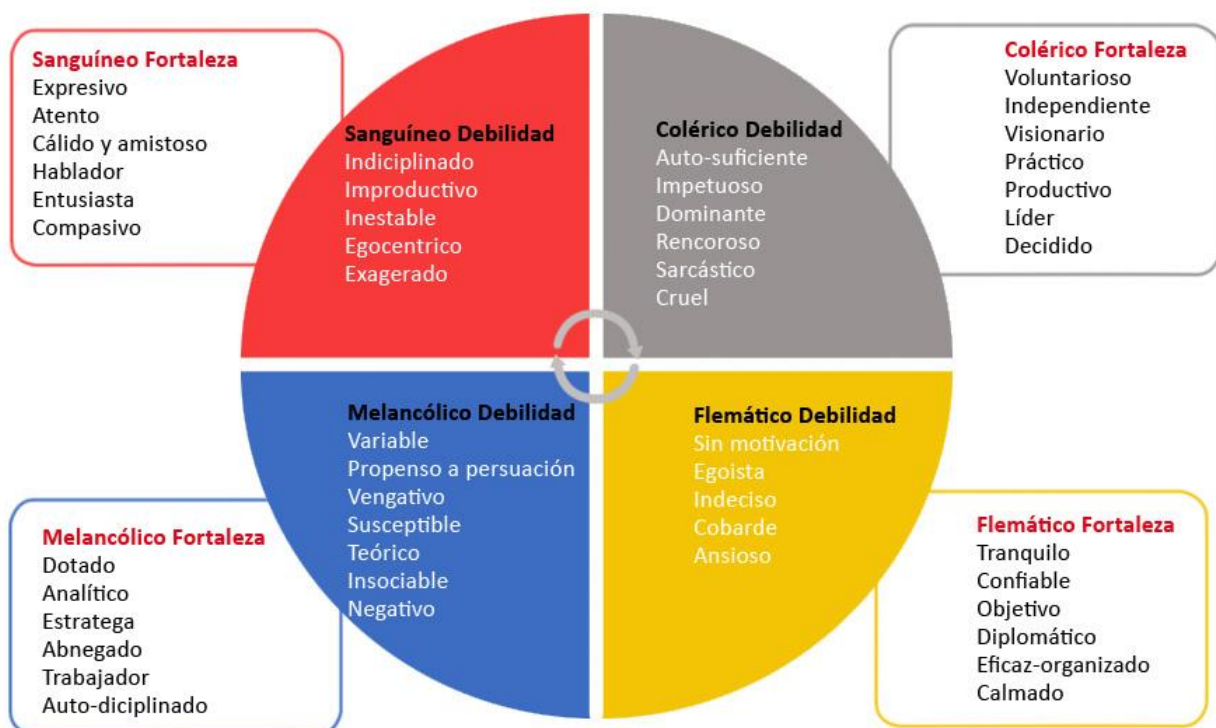 Sanguíneo Fortaleza
Expresivo
Atento
Cálido y amistoso
Hablador
Entusiasta
Compasivo
Sanguíneo Debilidad
Indiciplinado
Improductivo
Inestable
Egocentrico
Exagerado
Colérico Debilidad
Auto-suficiente
Impetuoso
Dominante
Rencoroso
Sarcástico
Cruel
Colérico Fortaleza
Voluntarioso
Independiente
Visionario
Práctico
Productivo
Líder
Decidido
Melancólico Fortaleza
Dotado
Analítico
Estratega
Abnegado
Trabajador
Auto-diciplinado
Melancólico Debilidad
Variable
Propenso a persuación
Vengativo
Susceptible
Teórico
Insociable
Negativo
Flemático Debilidad
Sin motivación
Egoista
Indeciso
Cobarde
Ansioso
Flemático Fortaleza
Tranquilo
Confiable
Objetivo
Diplomático
Eficaz-organizado
Calmado